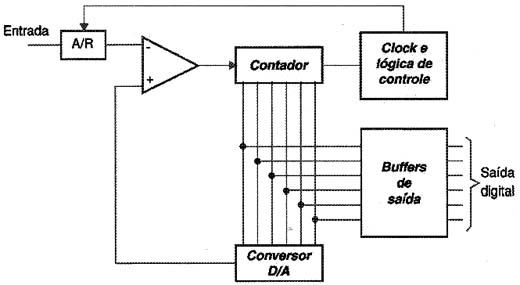 Entrada
A/R
-
+
Contador
Clock e
lógica de
controle
Buffers
de
saída
Saída
digital
Conversor
D/A